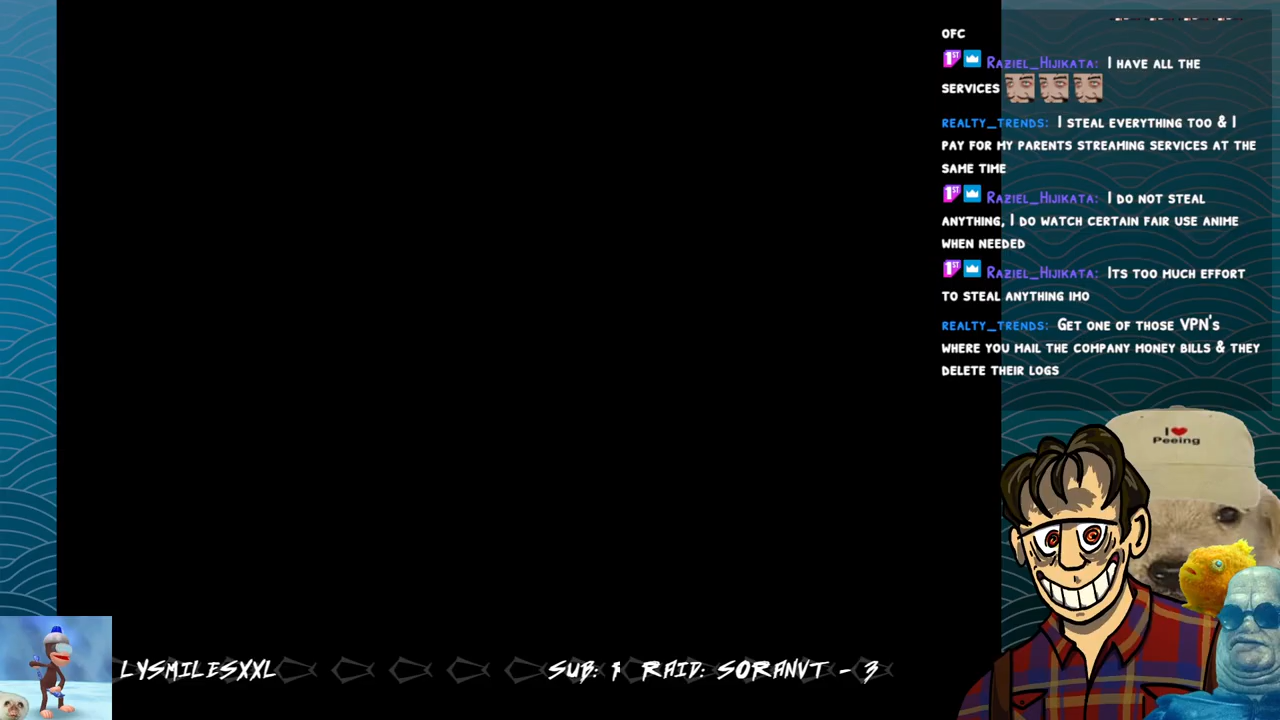 OFC
1ST Raziel_Hijikata: I have all the
services
realty_trends: I steal everything too & I
pay for my parents streaming services at the
same time
1ST Raziel_Hijikata: I do not steal
anything, I do watch certain fair use anime
when needed
1ST Raziel_Hijikata: Its too much effort
to steal anything imo
realty_trends: Get one of those VPN's
where you mail the company money bills & they
delete their logs
I ❤
Peeing
LYSMILESXXL
SUB:
RAID: SORANVT - 3